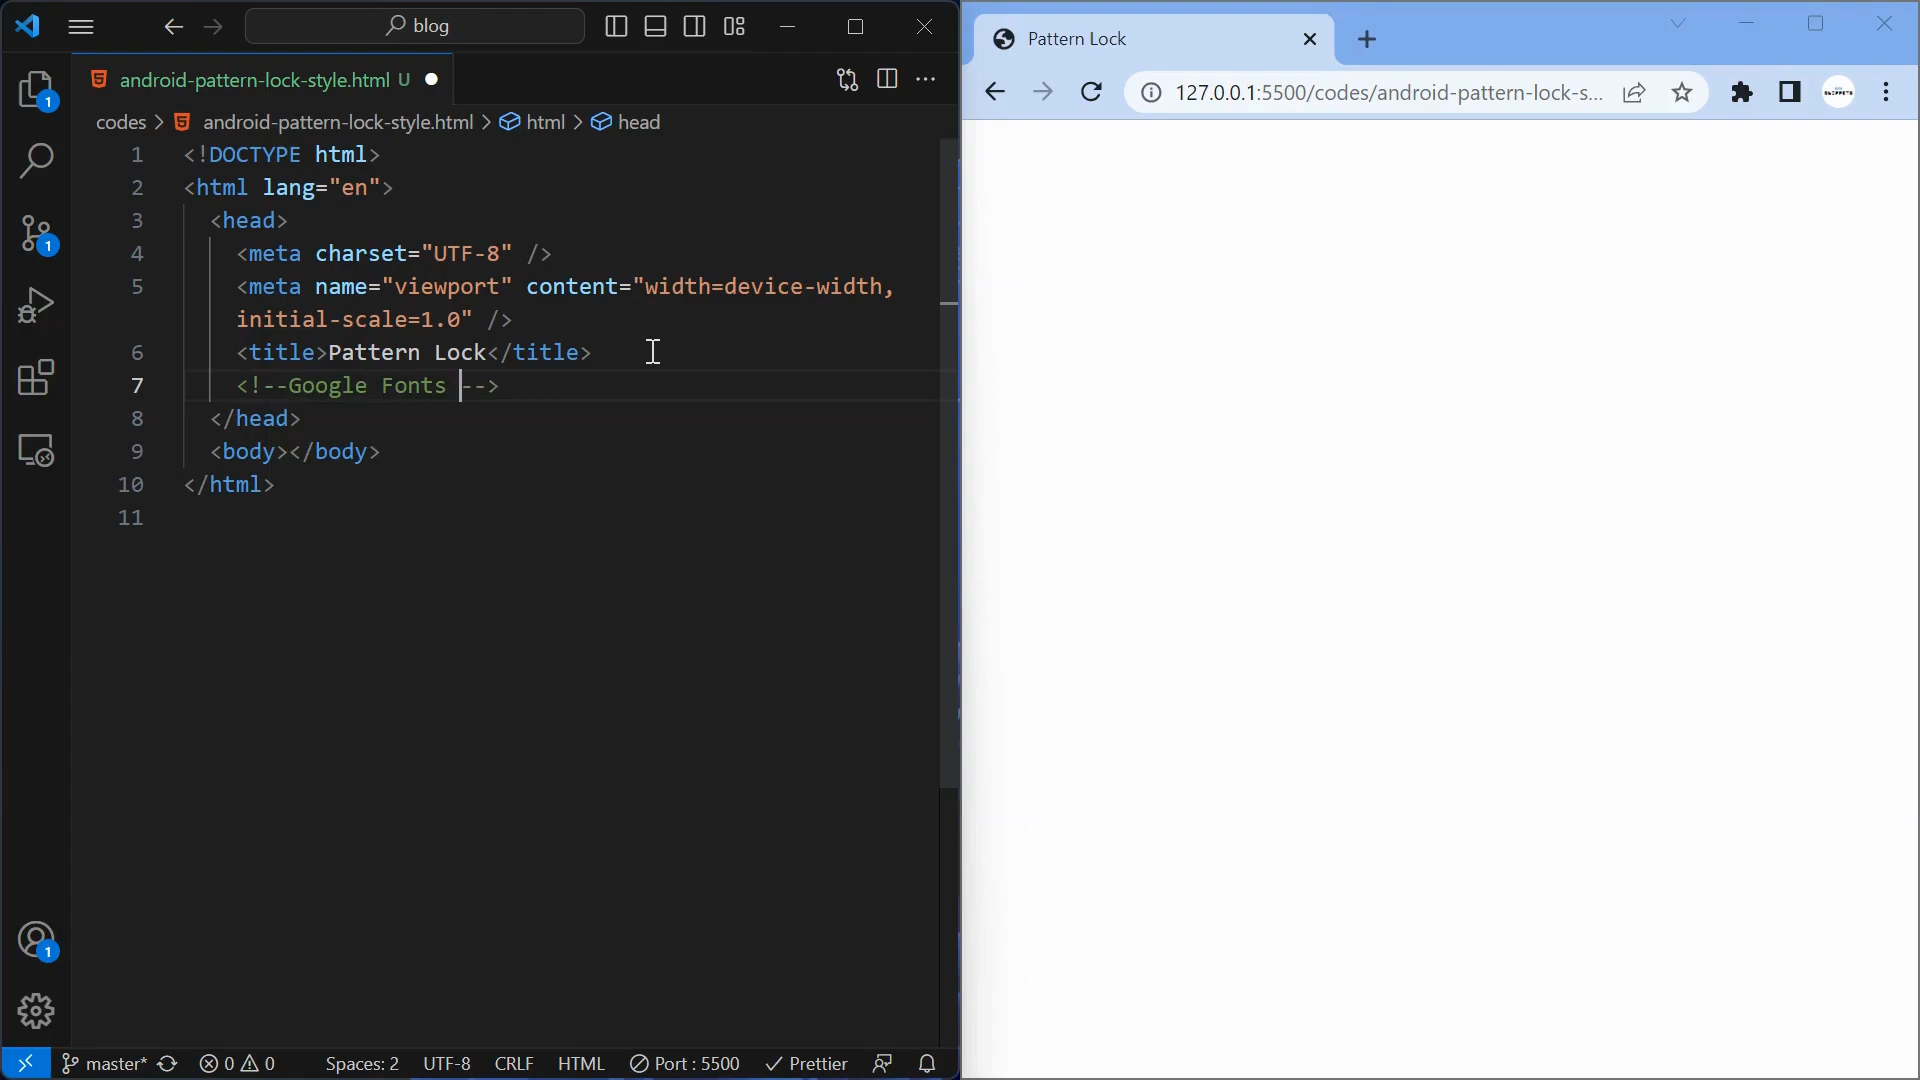 blog
android-pattern-lock-style.html U
codes > android-pattern-lock-style.html > html > head
1 <!DOCTYPE html>
2 <html lang="en">
3 <head>
4 <meta charset="UTF-8" />
5 <meta name="viewport" content="width=device-width,
initial-scale=1.0" />
6 <title>Pattern Lock</title>
7 <!--Google Fonts -->
8 </head>
9 <body></body>
10 </html>
11
1
1
1
master* 0 0 Spaces: 2 UTF-8 CRLF HTML Port : 5500 Prettier
Pattern Lock
127.0.0.1:5500/codes/android-pattern-lock-s...